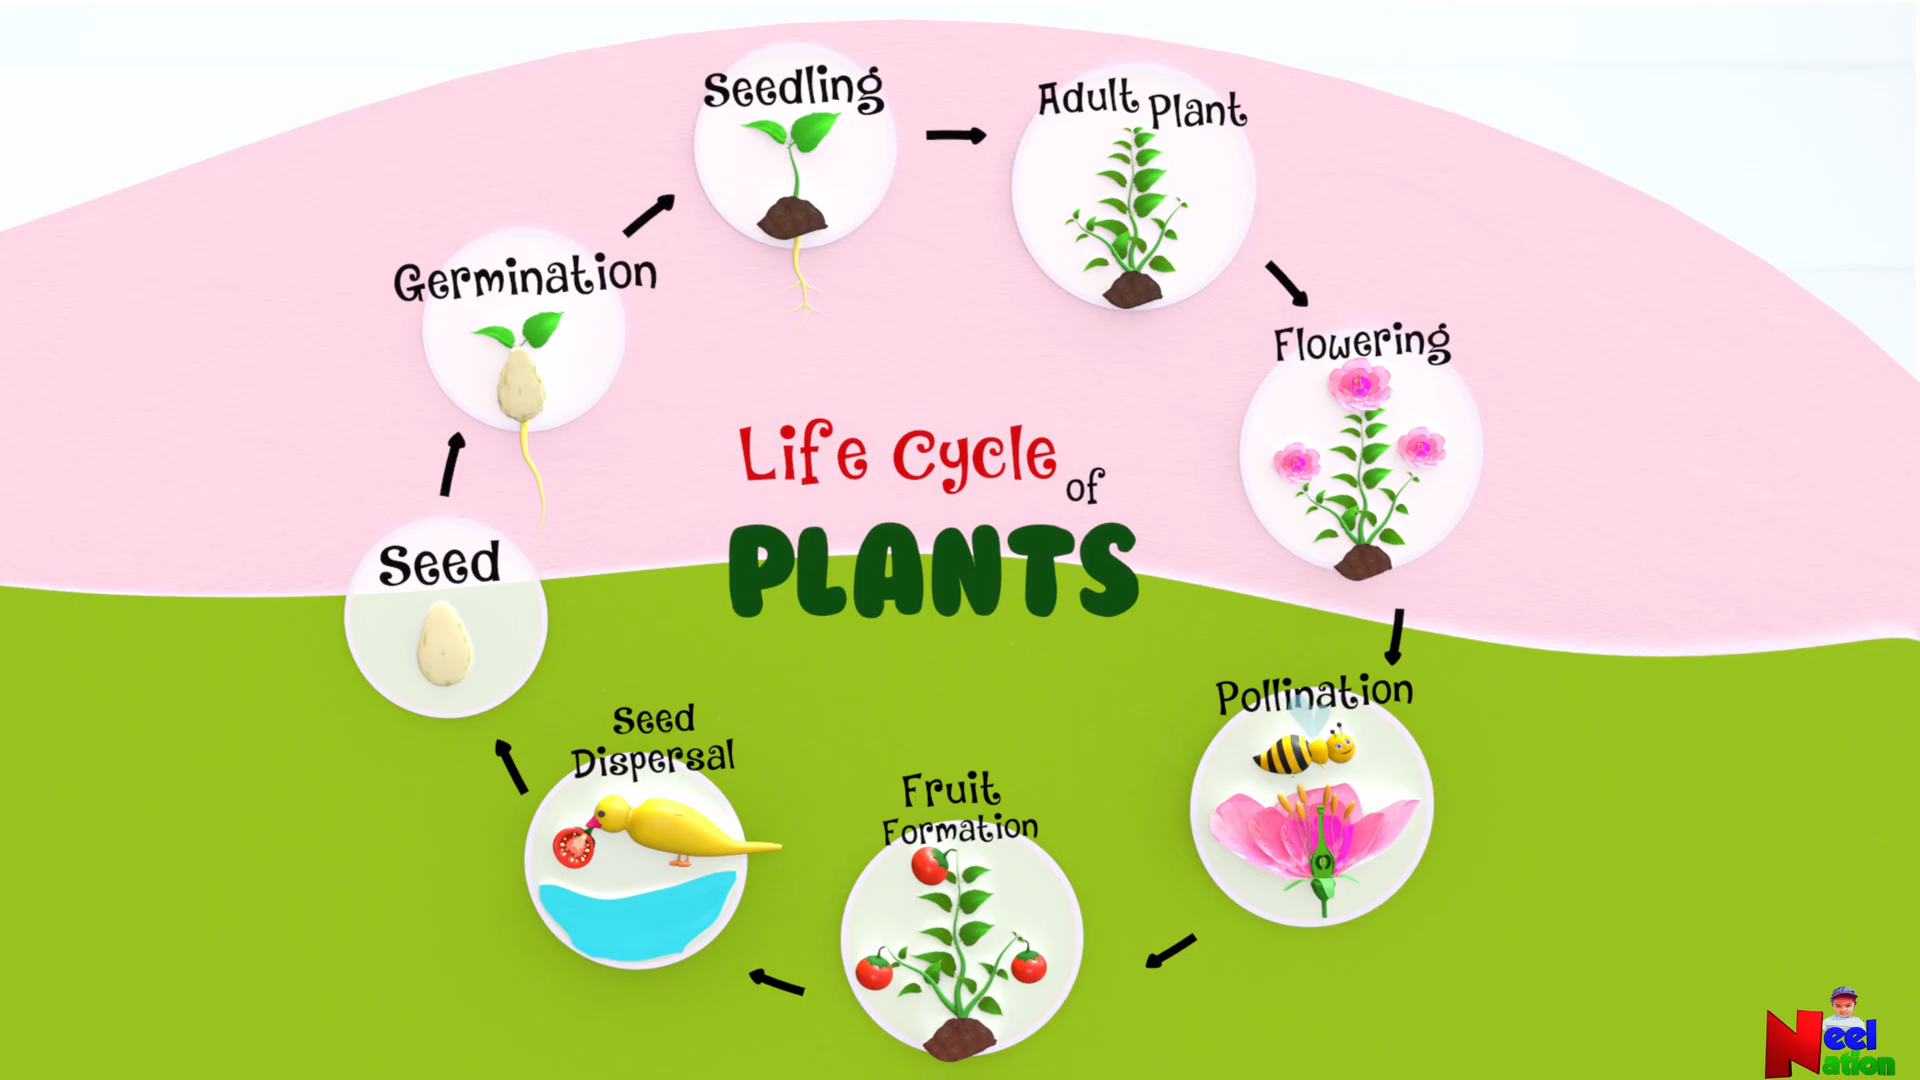 Seedling
Adult Plant
Germination
Flowering
Life Cycle
of
PLANTS
Seed
Pollination
Seed
Dispersal
Fruit
Formation
Neel
Nation